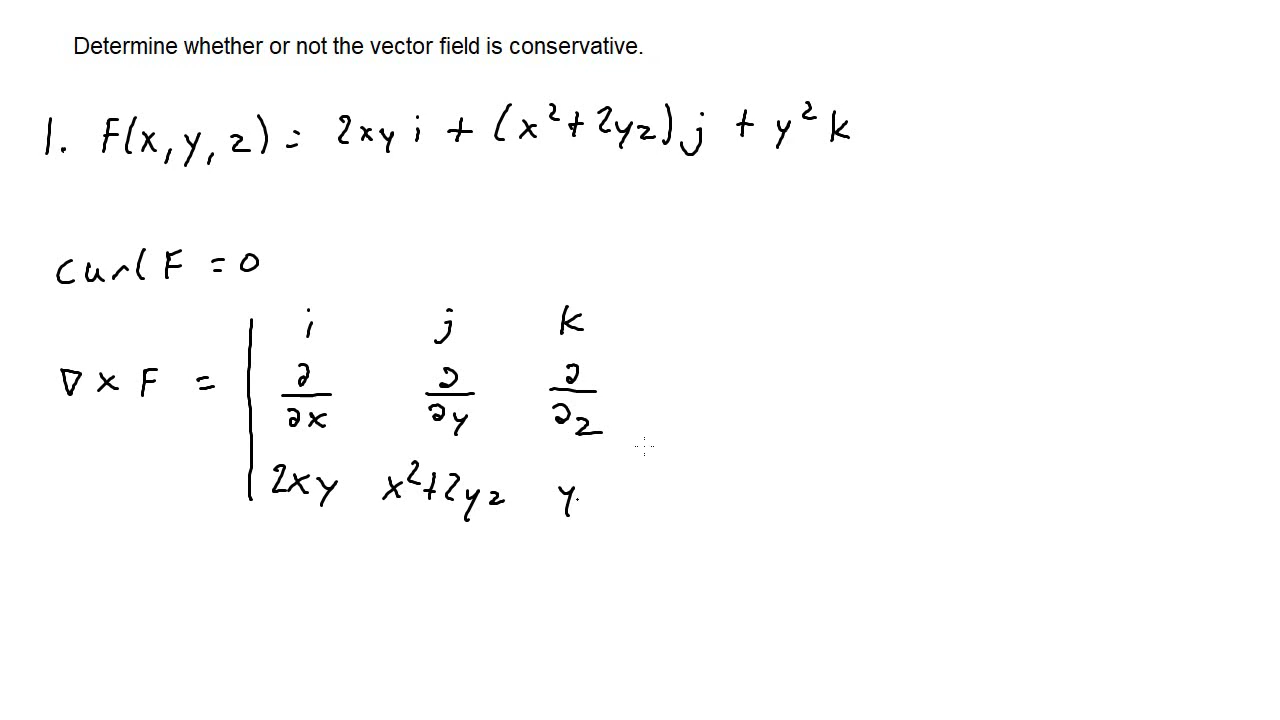 Determine whether or not the vector field is conservative.
1. F(x, y, z) = 2xy i + (x² + 2yz) j + y² k
curl F = 0
i j k
∇ × F = | ∂/∂x ∂/∂y ∂/∂z
2xy x²+2yz y